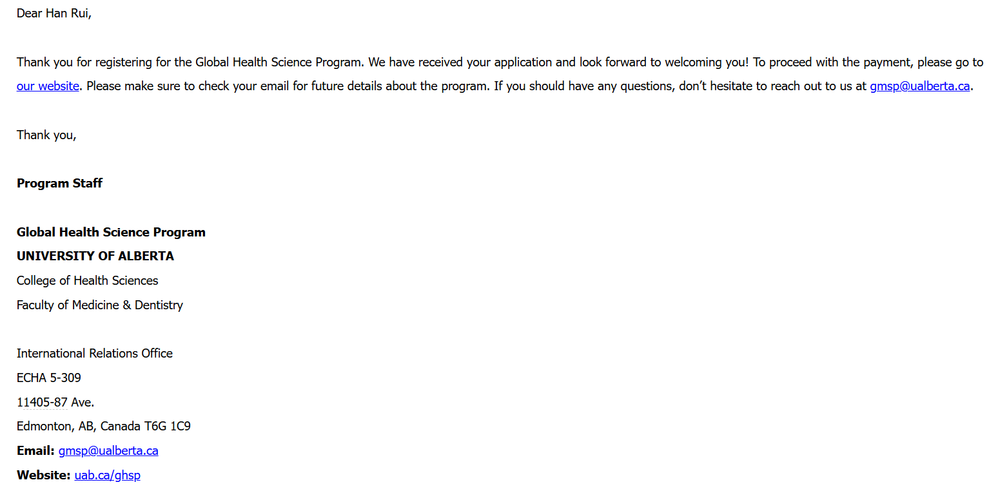 Dear Han Rui,
Thank you for registering for the Global Health Science Program. We have received your application and look forward to welcoming you! To proceed with the payment, please go to
our website. Please make sure to check your email for future details about the program. If you should have any questions, don’t hesitate to reach out to us at gmsp@ualberta.ca.
Thank you,
Program Staff
Global Health Science Program
UNIVERSITY OF ALBERTA
College of Health Sciences
Faculty of Medicine & Dentistry
International Relations Office
ECHA 5-309
11405-87 Ave.
Edmonton, AB, Canada T6G 1C9
Email: gmsp@ualberta.ca
Website: uab.ca/ghsp